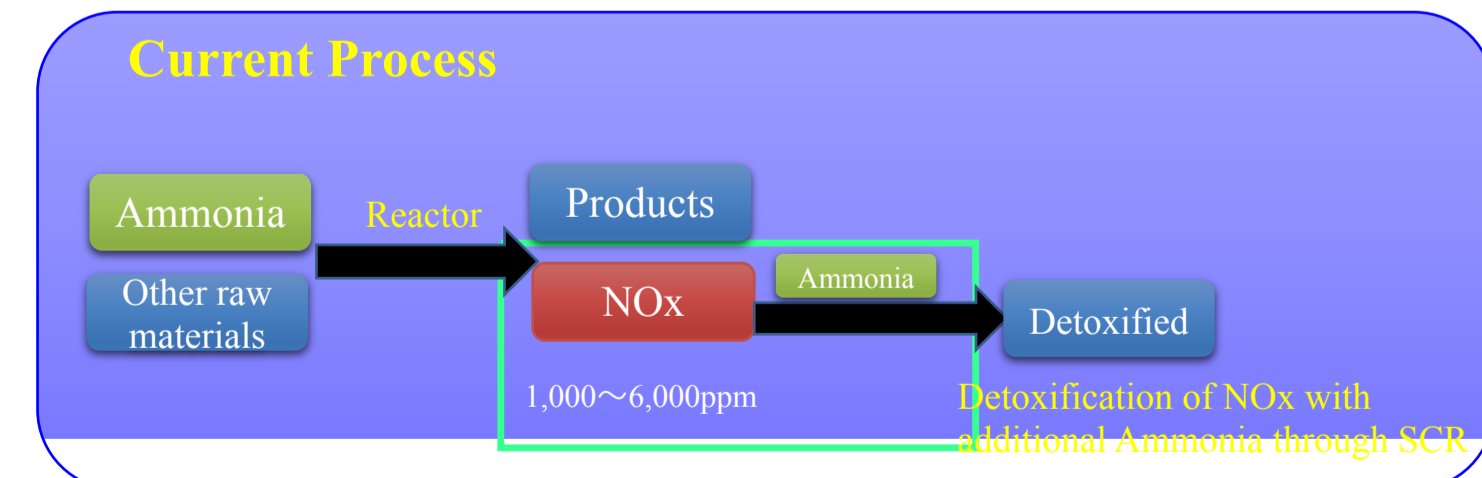 Current Process
Ammonia
Other raw
materials
Reactor
Products
NOx
1,000～6,000ppm
Ammonia
Detoxified
Detoxification of NOx with
additional Ammonia through SCR